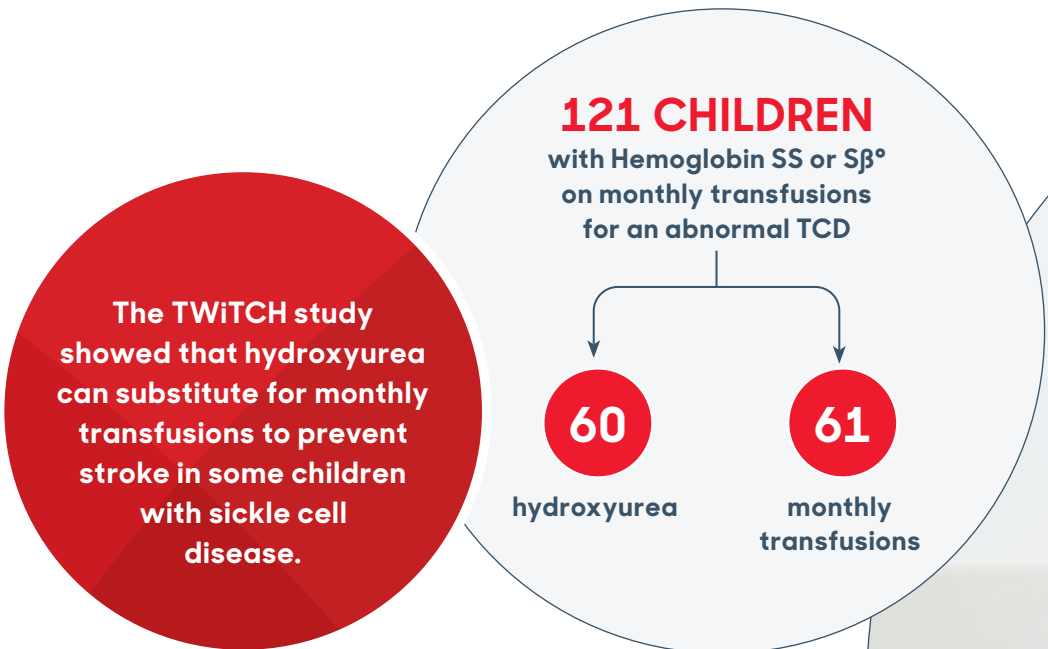 The TWiTCH study
showed that hydroxyurea
can substitute for monthly
transfusions to prevent
stroke in some children
with sickle cell
disease.
121 CHILDREN
with Hemoglobin SS or Sβ°
on monthly transfusions
for an abnormal TCD
60
hydroxyurea
61
monthly
transfusions